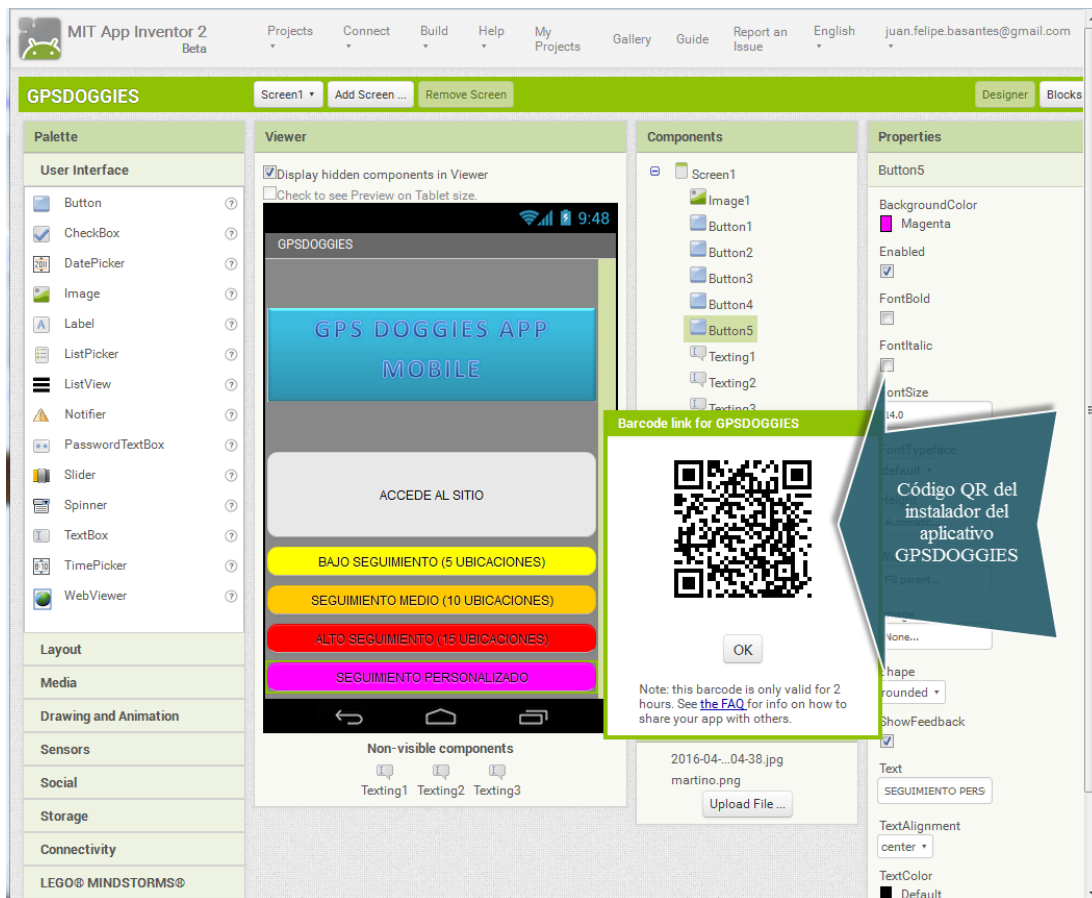 MIT App Inventor 2
Beta
Projects
Connect
Build
Help
My
Projects
Gallery
Guide
Report an
Issue
English
juan.felipe.basantes@gmail.com
GPSDOGGIES
Screen1
Add Screen ...
Remove Screen
Designer
Blocks
Palette
User Interface
Button
CheckBox
DatePicker
Image
Label
ListPicker
ListView
Notifier
PasswordTextBox
Slider
Spinner
TextBox
TimePicker
WebViewer
Layout
Media
Drawing and Animation
Sensors
Social
Storage
Connectivity
LEGO® MINDSTORMS®
Viewer
Display hidden components in Viewer
Check to see Preview on Tablet size.
9:48
GPSDOGGIES
GPS DOGGIES APP
MOBILE
ACCEDE AL SITIO
BAJO SEGUIMIENTO (5 UBICACIONES)
SEGUIMIENTO MEDIO (10 UBICACIONES)
ALTO SEGUIMIENTO (15 UBICACIONES)
SEGUIMIENTO PERSONALIZADO
Non-visible components
Texting1 Texting2 Texting3
Components
Screen1
Image1
Button1
Button2
Button3
Button4
Button5
Texting1
Texting2
Texting3
Barcode link for GPSDOGGIES
OK
Note: this barcode is only valid for 2
hours. See the FAQ for info on how to
share your app with others.
2016-04-...04-38.jpg
martino.png
Upload File ...
Properties
Button5
BackgroundColor
Magenta
Enabled
FontBold
FontItalic
FontSize
14.0
FontTypeface
default
Código QR del
instalador del
aplicativo
GPSDOGGIES
Automatic...
Fill parent...
Image
None...
Shape
rounded
ShowFeedback
Text
SEGUIMIENTO PERS
TextAlignment
center
TextColor
Default